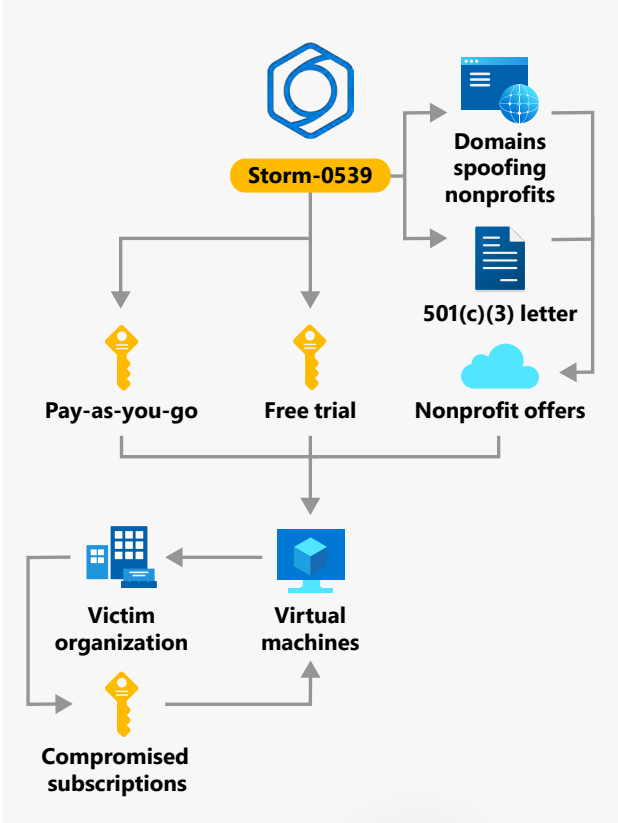 Storm-0539
Domains
spoofing
nonprofits
501(c)(3) letter
Pay-as-you-go
Free trial
Nonprofit offers
Victim
organization
Virtual
machines
Compromised
subscriptions